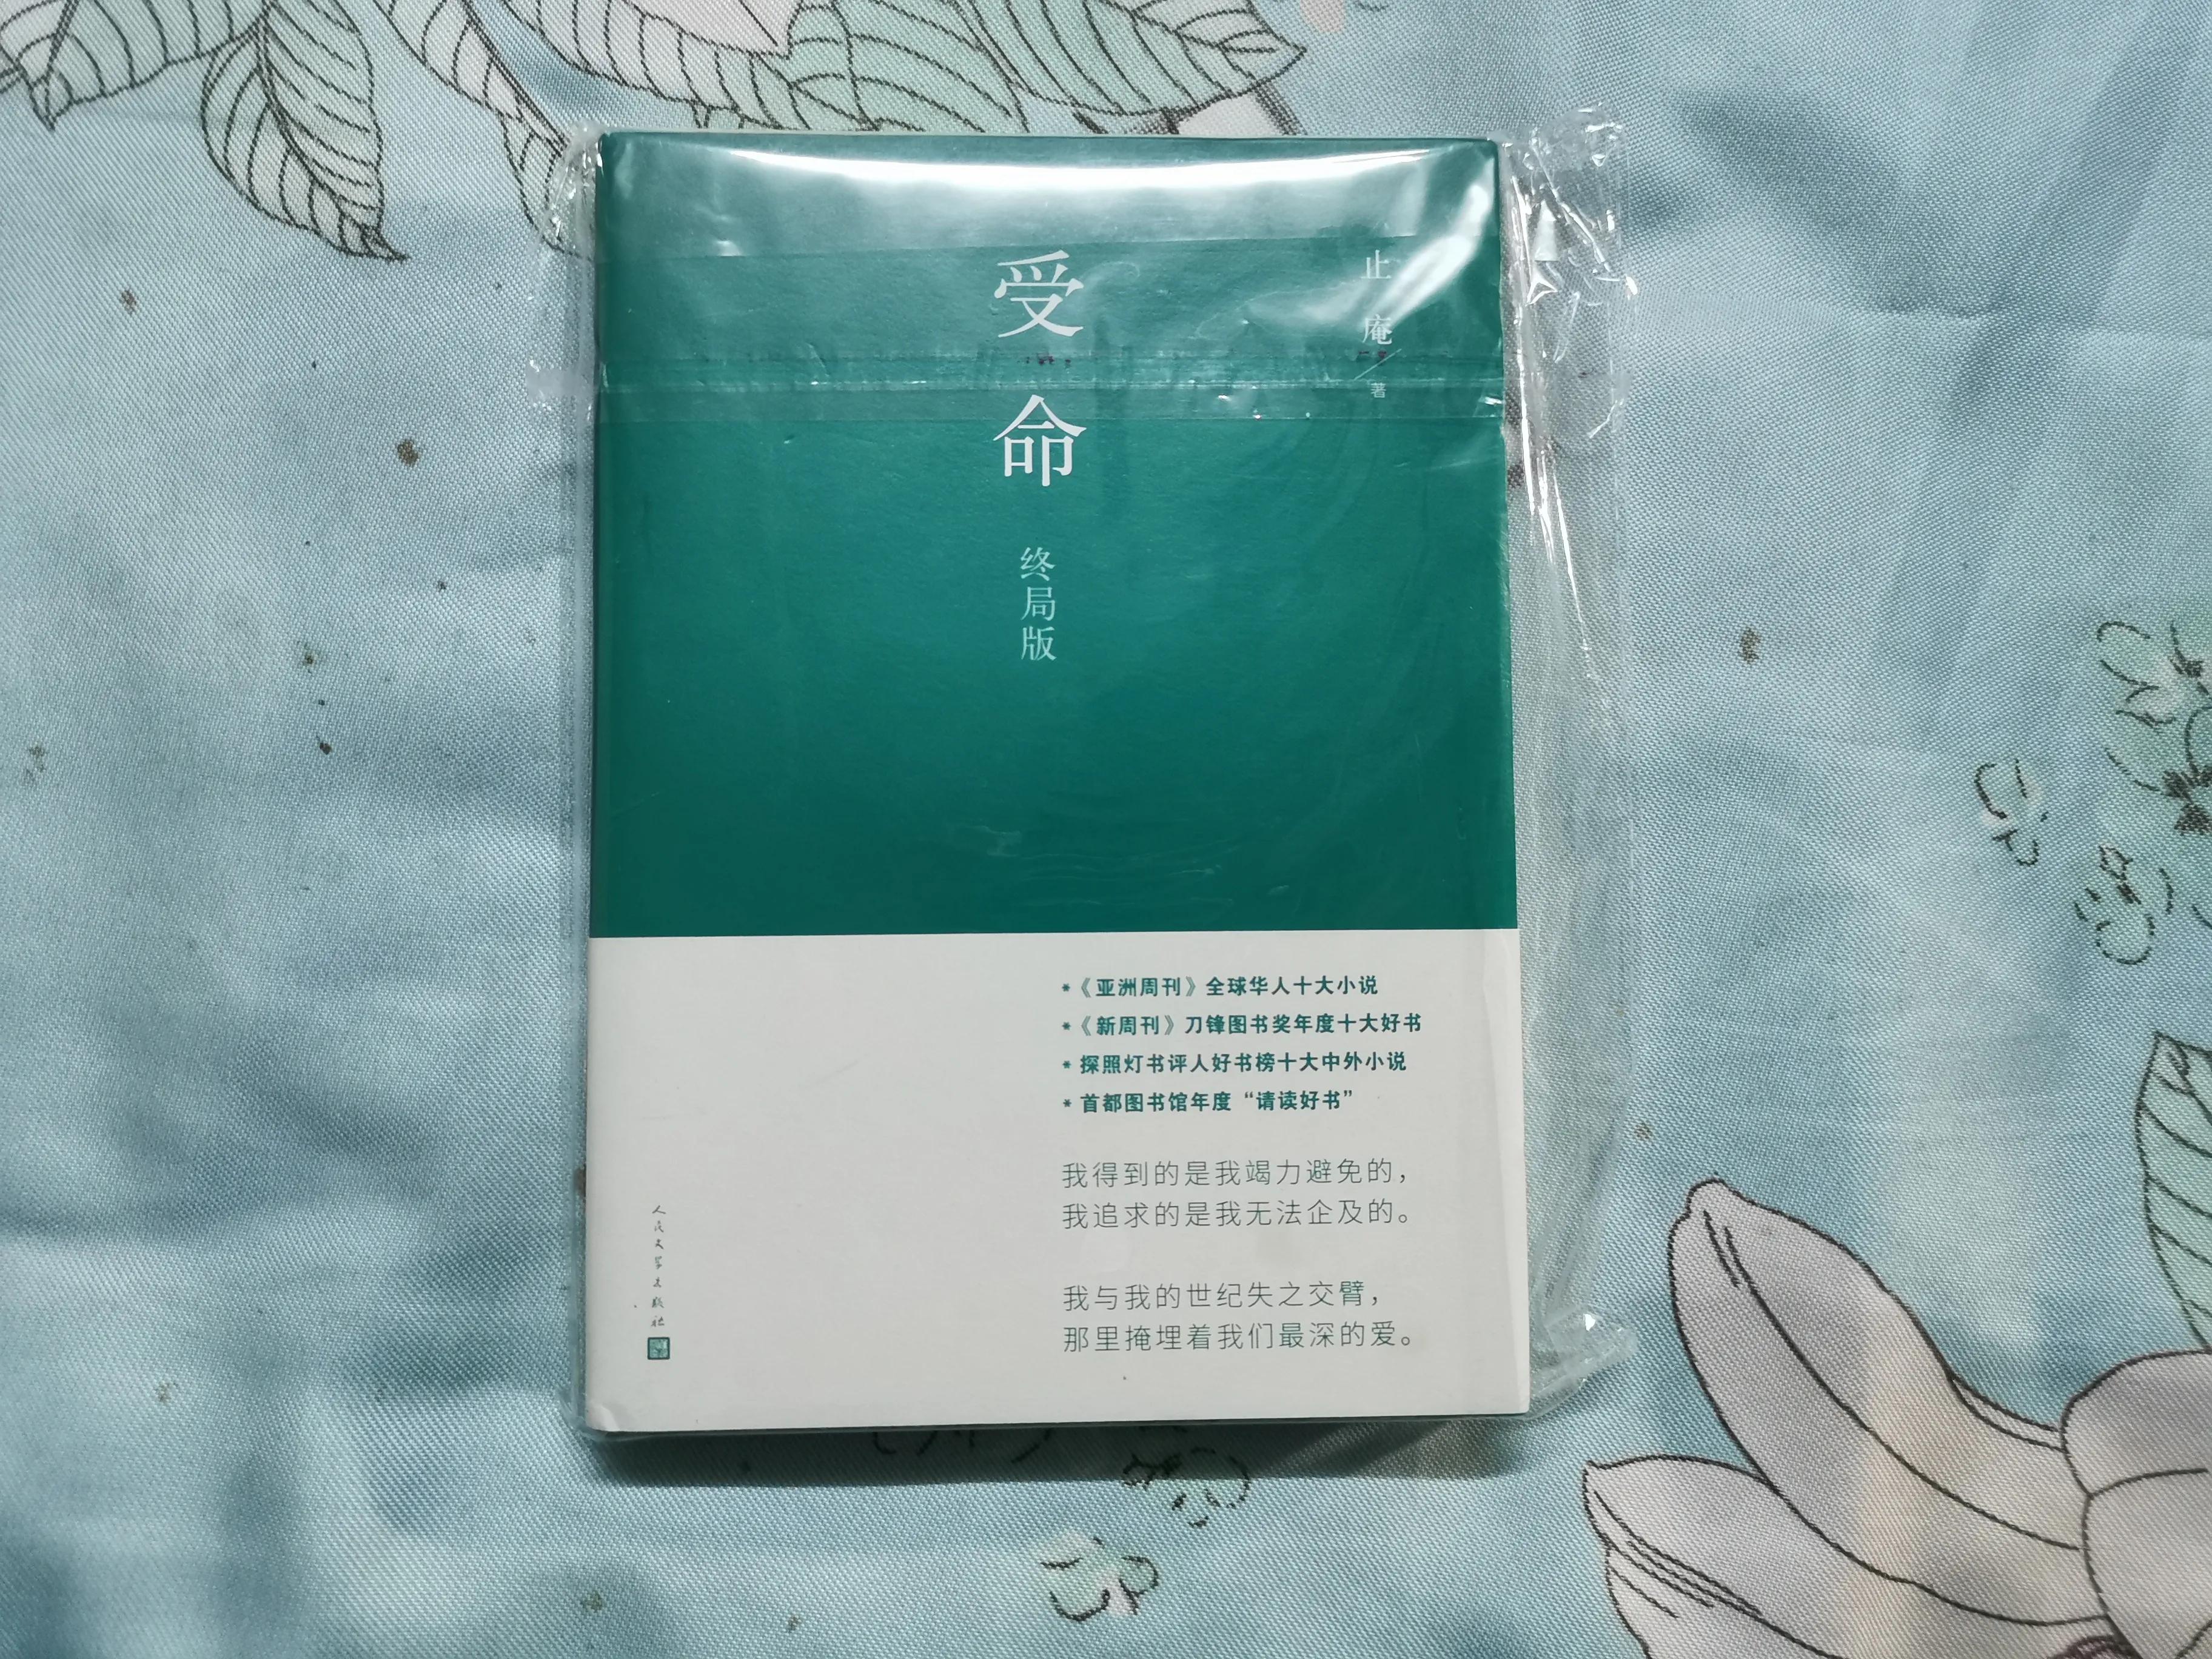 受命
终局版
止庵 / 著
*《亚洲周刊》全球华人十大小说
*《新周刊》刀锋图书奖年度十大好书
* 探照灯书评人好书榜十大中外小说
* 首都图书馆年度“请读好书”
我得到的是我竭力避免的，
我追求的是我无法企及的。
我与我的世纪失之交臂，
那里掩埋着我们最深的爱。
人民文学出版社